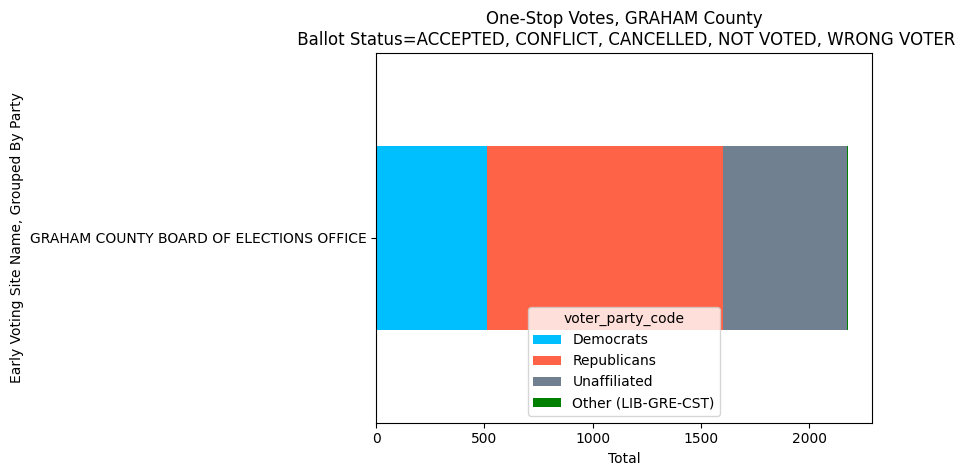 One-Stop Votes, GRAHAM County
Ballot Status=ACCEPTED, CONFLICT, CANCELLED, NOT VOTED, WRONG VOTER
Early Voting Site Name, Grouped By Party
GRAHAM COUNTY BOARD OF ELECTIONS OFFICE
voter_party_code
Democrats
Republicans
Unaffiliated
Other (LIB-GRE-CST)
0 500 1000 1500 2000
Total